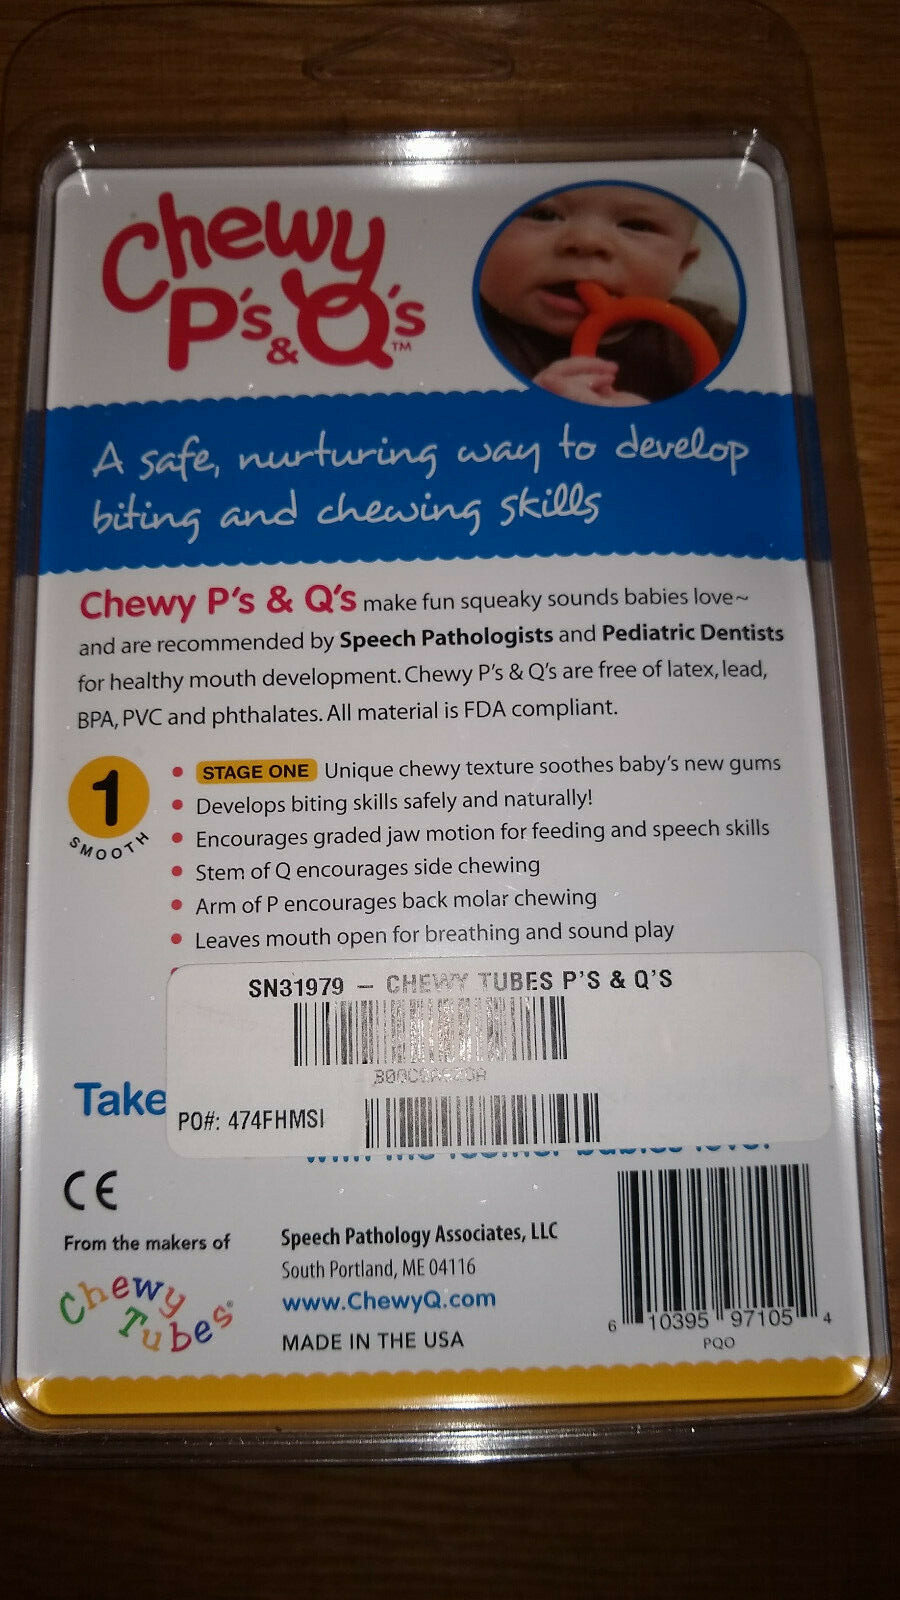 Chewy
P's & Q's™
A safe, nurturing way to develop
biting and chewing skills
Chewy P's & Q's make fun squeaky sounds babies love~
and are recommended by Speech Pathologists and Pediatric Dentists
for healthy mouth development. Chewy P's & Q's are free of latex, lead,
BPA, PVC and phthalates. All material is FDA compliant.
1
SMOOTH
• STAGE ONE Unique chewy texture soothes baby's new gums
• Develops biting skills safely and naturally!
• Encourages graded jaw motion for feeding and speech skills
• Stem of Q encourages side chewing
• Arm of P encourages back molar chewing
• Leaves mouth open for breathing and sound play
SN31979 – CHEWY TUBES P'S & Q'S
Take
PO#: 474FHMSI
CE
From the makers of
Chewy
Tubes®
Speech Pathology Associates, LLC
South Portland, ME 04116
www.ChewyQ.com
MADE IN THE USA
6 10395 97105 4
PQO